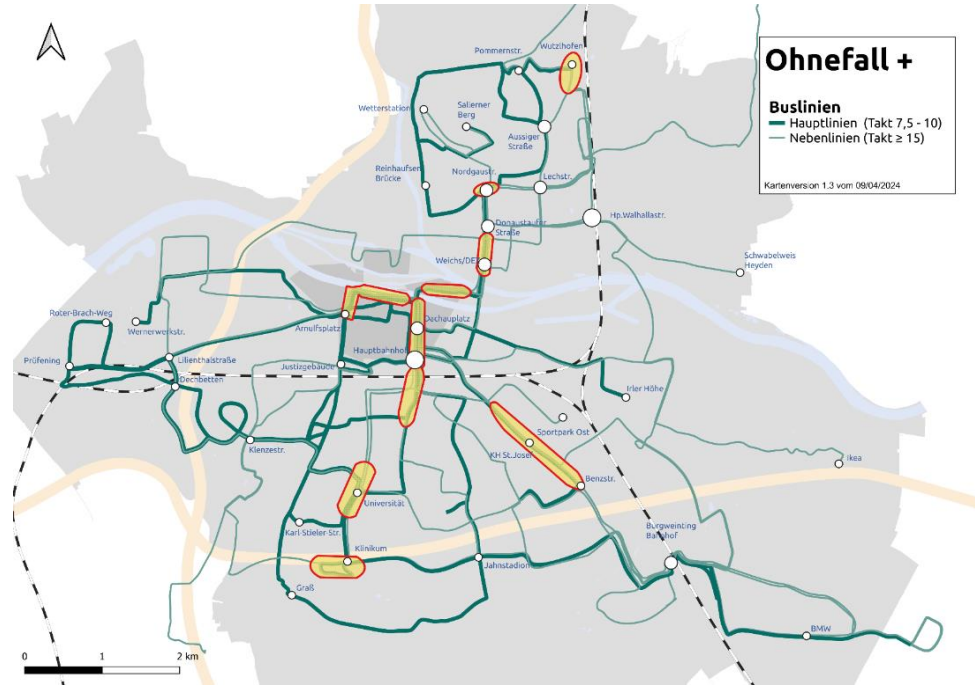 Ohnefall +
Buslinien
Hauptlinien (Takt 7,5 - 10)
Nebenlinien (Takt ≥ 15)
Kartenversion 1.3 vom 09/04/2024
Wutzlhofen
Pommernstr.
Wetterstation
Sallerner
Berg
Aussiger
Straße
Reinhausen
Brücke
Nordgaustr.
Lechstr.
Hp.Walhallastr.
Donaustaufer
Straße
Weichs/DEZ
Schwabelweis
Heyden
Roter-Brach-Weg
Wernerwerkstr.
Arnulfsplatz
Dachauplatz
Prüfening
Lilienthalstraße
Justizgebäude
Hauptbahnhof
Dechbetten
Irler Höhe
Klenzestr.
Sportpark Ost
KH St.Josef
Ikea
Benzstr.
Universität
Karl-Stieler-Str.
Burgweinting
Bahnhof
Klinikum
Jahnstadion
Graß
BMW
0 1 2 km